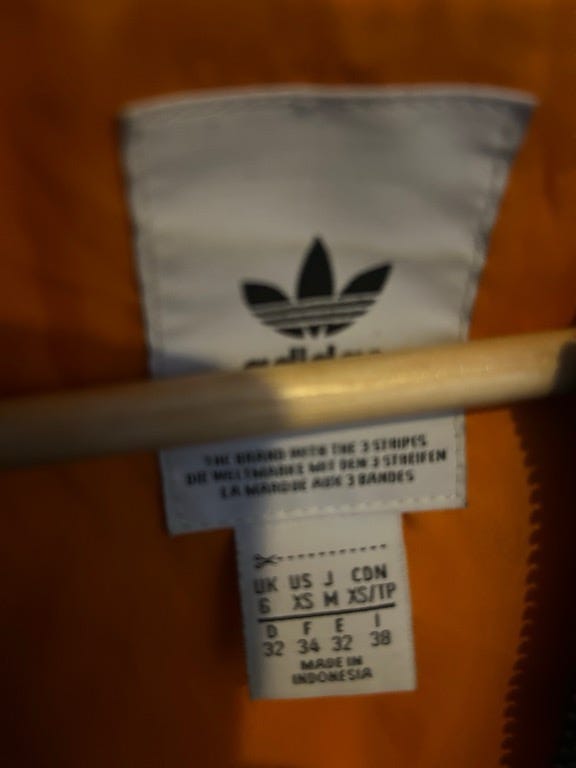 adidas
THE BRAND WITH THE 3 STRIPES
DIE WELTMARKE MIT DEN 3 STREIFEN
LA MARQUE AUX 3 BANDES
UK US J CDN
6 XS M XS/TP
D F E I
32 34 32 38
MADE IN
INDONESIA